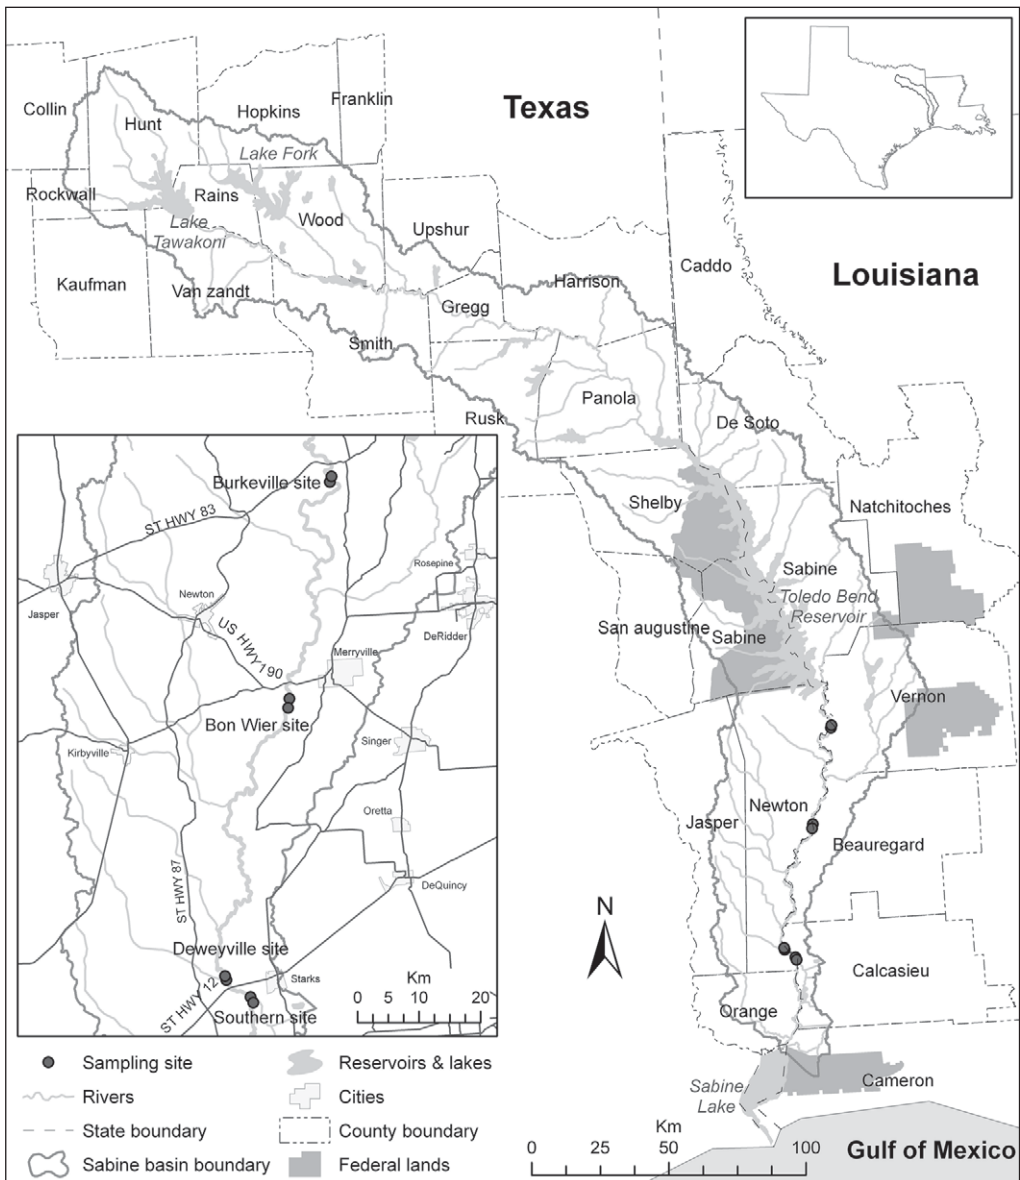 Texas
Louisiana
Collin
Hunt
Hopkins
Franklin
Lake Fork
Rockwall
Rains
Wood
Lake
Tawakoni
Upshur
Caddo
Kaufman
Van zandt
Harrison
Gregg
Smith
Panola
Rusk
De Soto
Shelby
Natchitoches
Sabine
Toledo Bend
Reservoir
San augustine
Sabine
Vernon
Newton
Jasper
Beauregard
N
Calcasieu
Orange
Cameron
Sabine
Lake
Gulf of Mexico
Km
0 25 50 100
Burkeville site
ST HWY 83
Rosepine
Jasper
Newton
DeRidder
US HWY190
Merryville
Bon Wier site
Singer
Kirbyville
Oretta
ST HWY 87
DeQuincy
Deweyville site
Starks
ST HWY 12
Southern site
Km
0 5 10 20
Sampling site
Rivers
State boundary
Sabine basin boundary
Reservoirs & lakes
Cities
County boundary
Federal lands